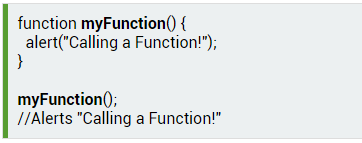 function myFunction() {
  alert("Calling a Function!");
}

myFunction();
//Alerts "Calling a Function!"